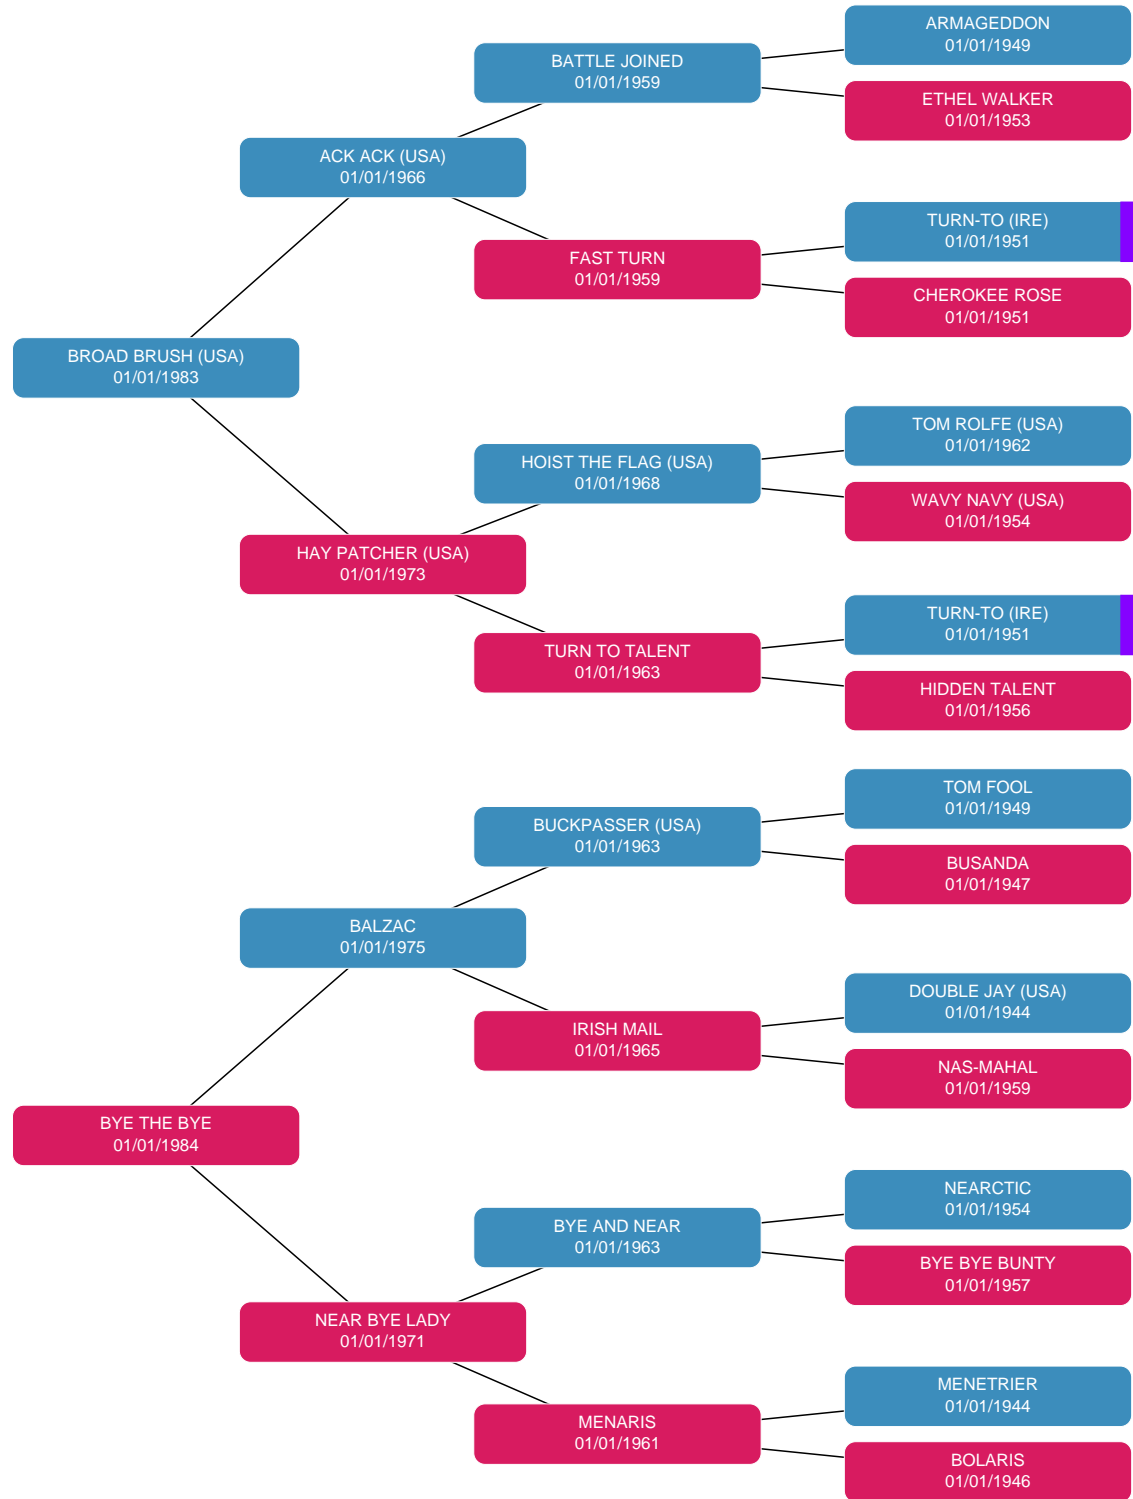 ARMAGEDDON
01/01/1949
BATTLE JOINED
01/01/1959
ETHEL WALKER
01/01/1953
ACK ACK (USA)
01/01/1966
TURN-TO (IRE)
01/01/1951
FAST TURN
01/01/1959
CHEROKEE ROSE
01/01/1951
BROAD BRUSH (USA)
01/01/1983
TOM ROLFE (USA)
01/01/1962
HOIST THE FLAG (USA)
01/01/1968
WAVY NAVY (USA)
01/01/1954
HAY PATCHER (USA)
01/01/1973
TURN-TO (IRE)
01/01/1951
TURN TO TALENT
01/01/1963
HIDDEN TALENT
01/01/1956
TOM FOOL
01/01/1949
BUCKPASSER (USA)
01/01/1963
BUSANDA
01/01/1947
BALZAC
01/01/1975
DOUBLE JAY (USA)
01/01/1944
IRISH MAIL
01/01/1965
NAS-MAHAL
01/01/1959
BYE THE BYE
01/01/1984
NEARCTIC
01/01/1954
BYE AND NEAR
01/01/1963
BYE BYE BUNTY
01/01/1957
NEAR BYE LADY
01/01/1971
MENETRIER
01/01/1944
MENARIS
01/01/1961
BOLARIS
01/01/1946